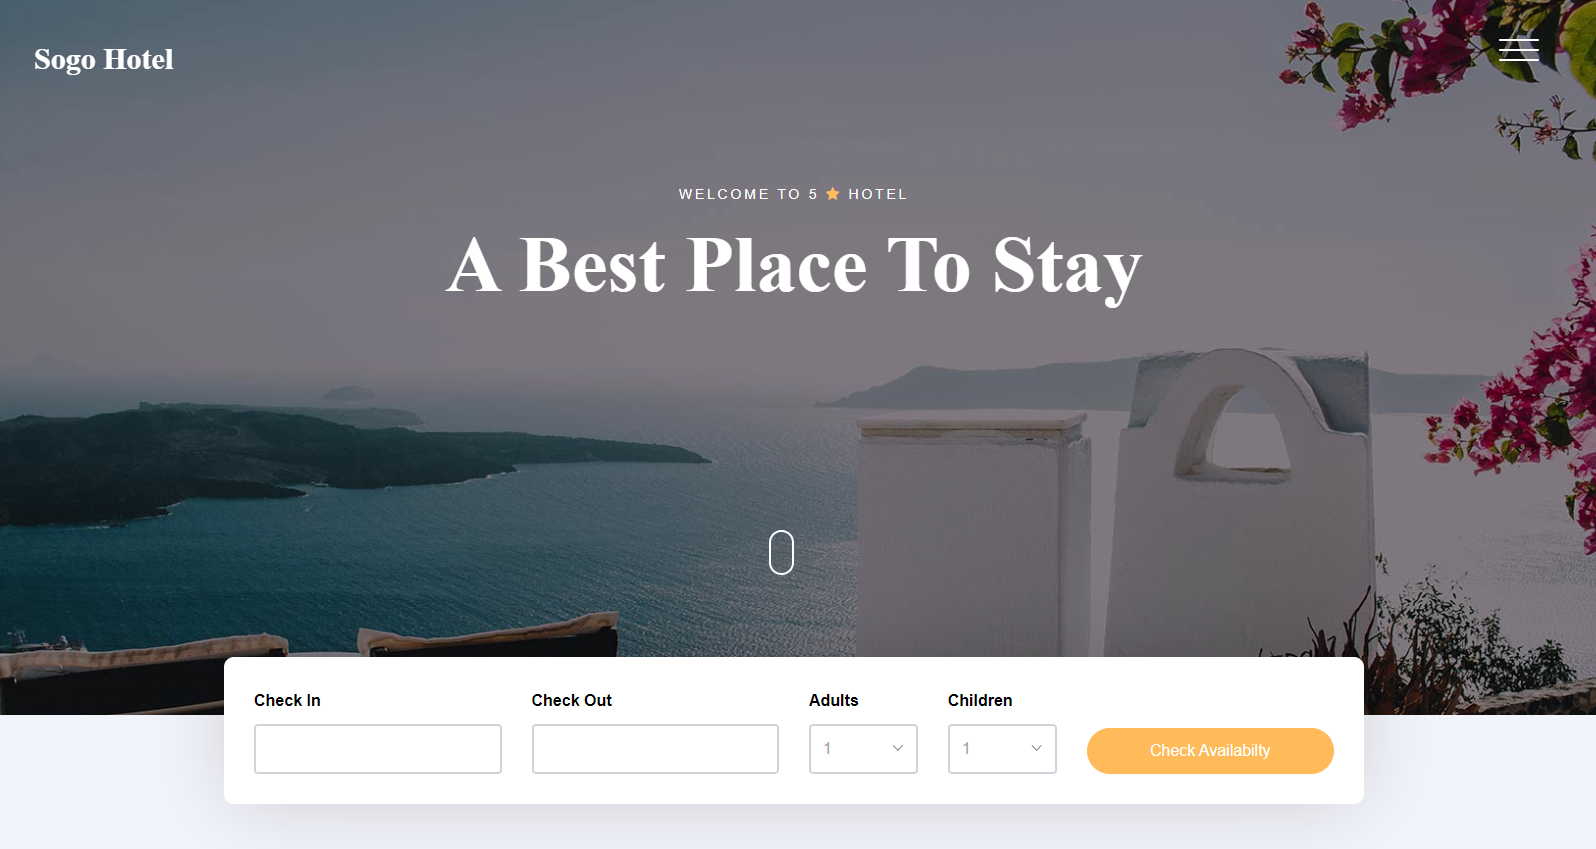 Sogo Hotel
WELCOME TO 5 ★ HOTEL
A Best Place To Stay
Check In
Check Out
Adults
Children
1
1
Check Availabilty